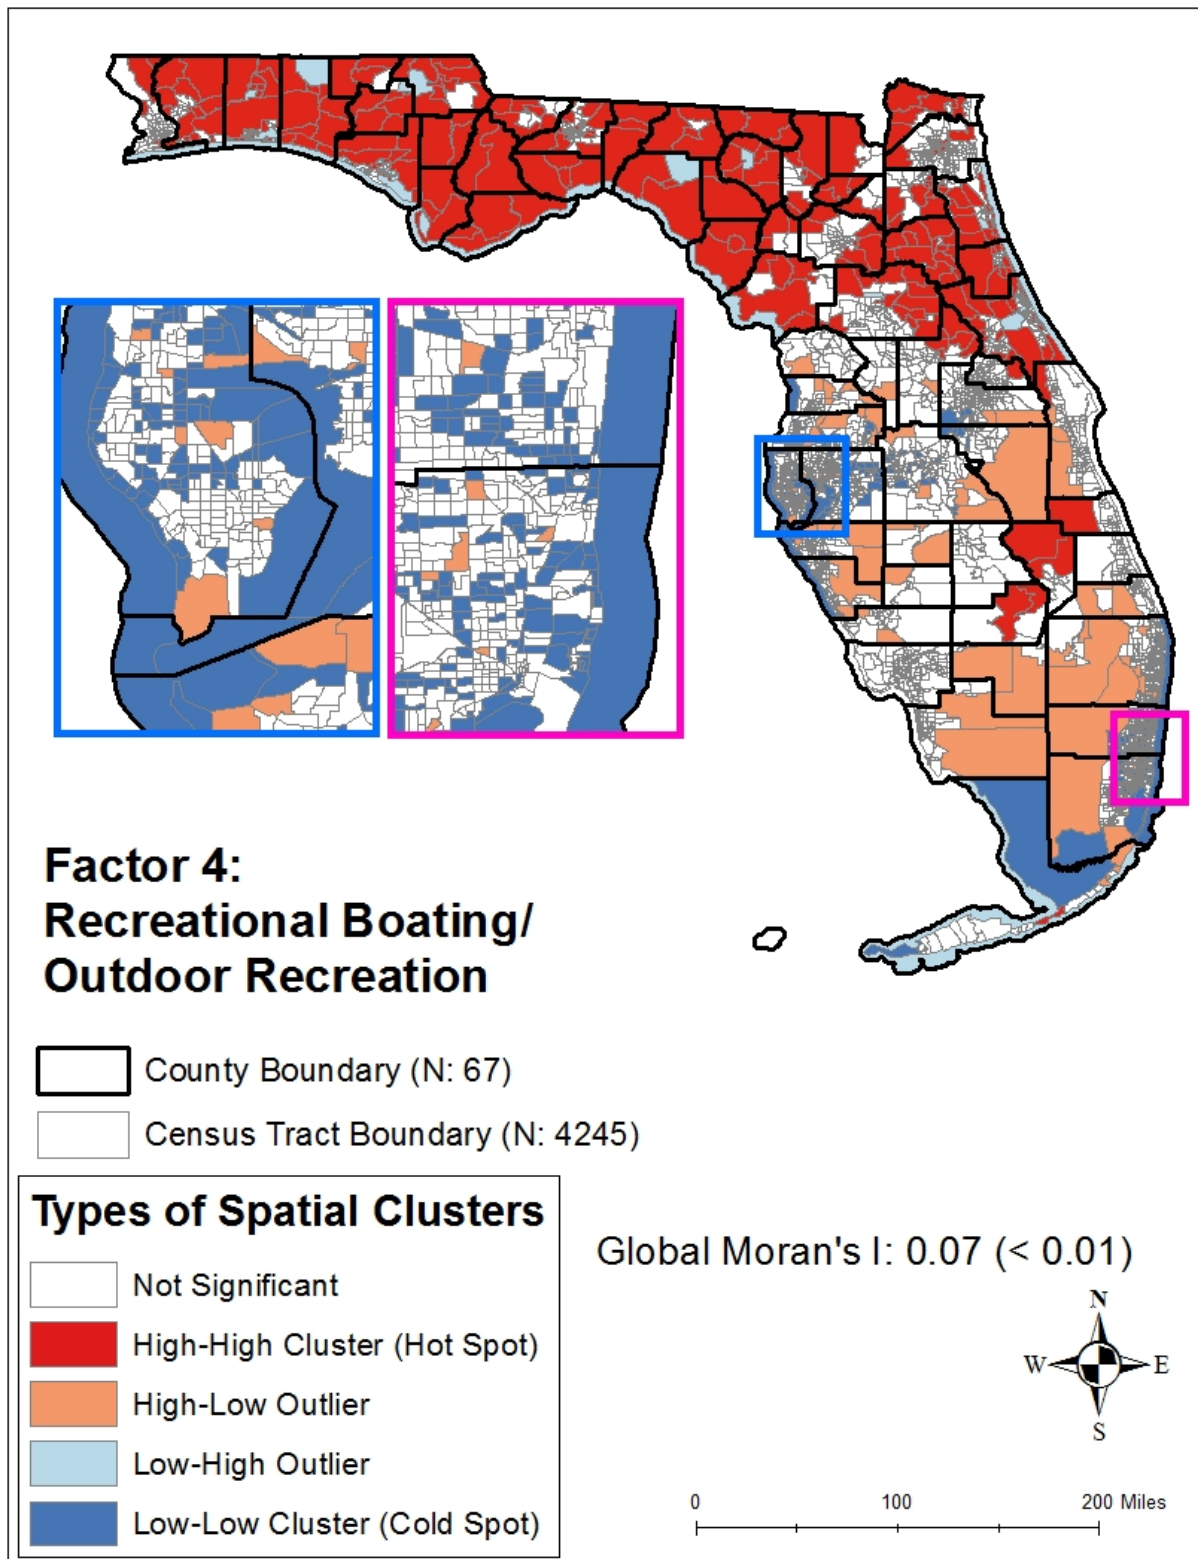 Factor 4:
Recreational Boating/
Outdoor Recreation
County Boundary (N: 67)
Census Tract Boundary (N: 4245)
Types of Spatial Clusters
Not Significant
High-High Cluster (Hot Spot)
High-Low Outlier
Low-High Outlier
Low-Low Cluster (Cold Spot)
Global Moran's I: 0.07 (< 0.01)
N
W E
S
0 100 200 Miles